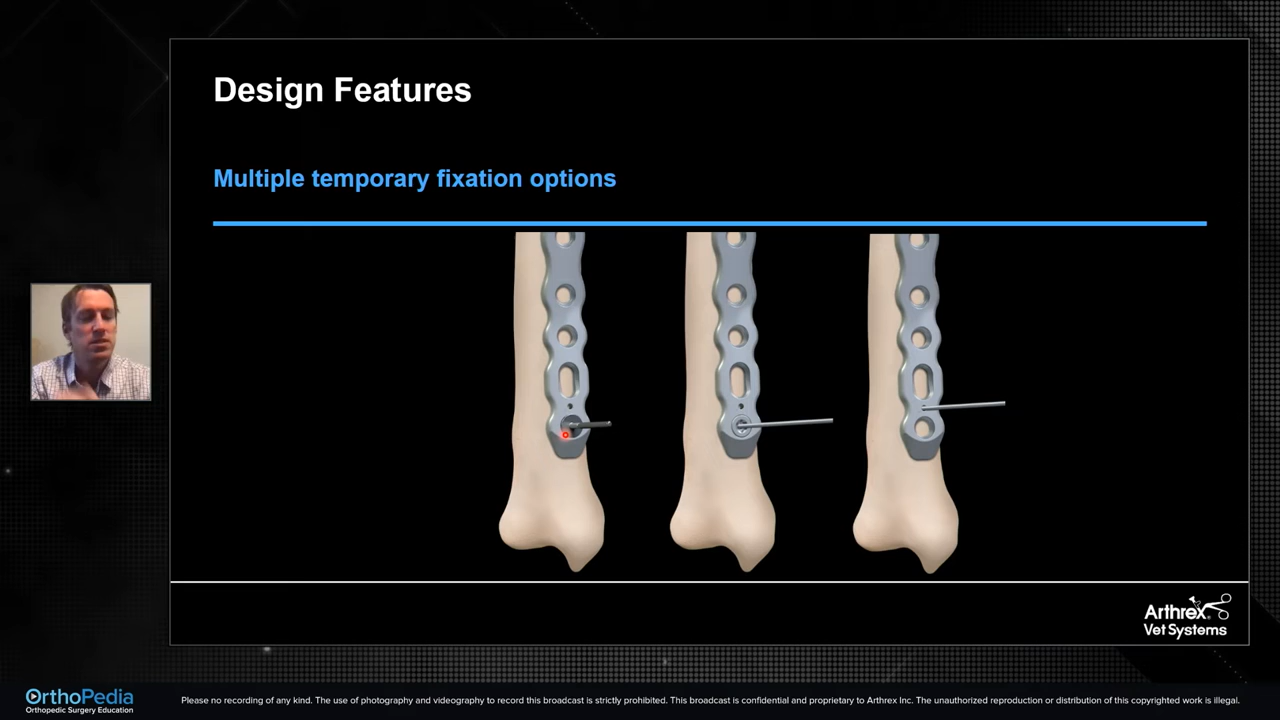 Design Features
Multiple temporary fixation options
Arthrex
Vet Systems
OrthoPedia
Orthopedic Surgery Education
Please no recording of any kind. The use of photography and videography to record this broadcast is strictly prohibited. This broadcast is confidential and proprietary to Arthrex Inc. The unauthorized reproduction or distribution of this copyrighted work is illegal.